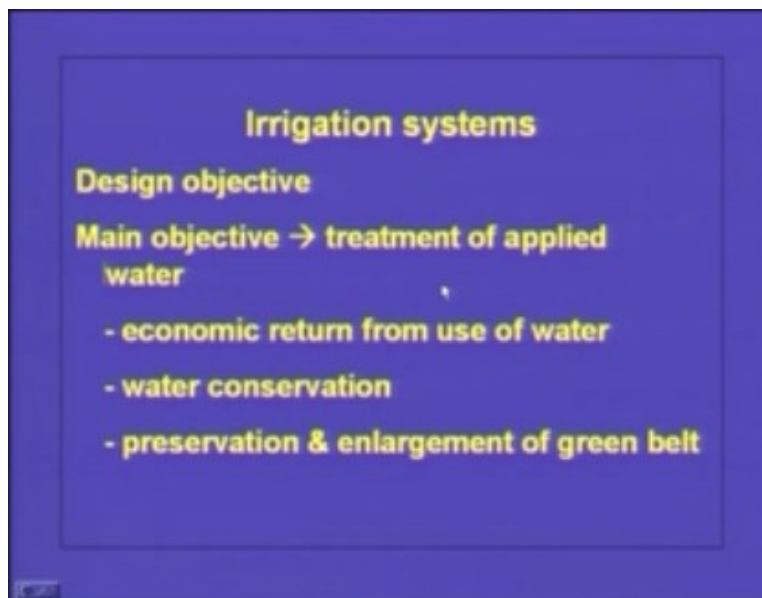 Irrigation systems
Design objective
Main objective → treatment of applied
water
- economic return from use of water
- water conservation
- preservation & enlargement of green belt